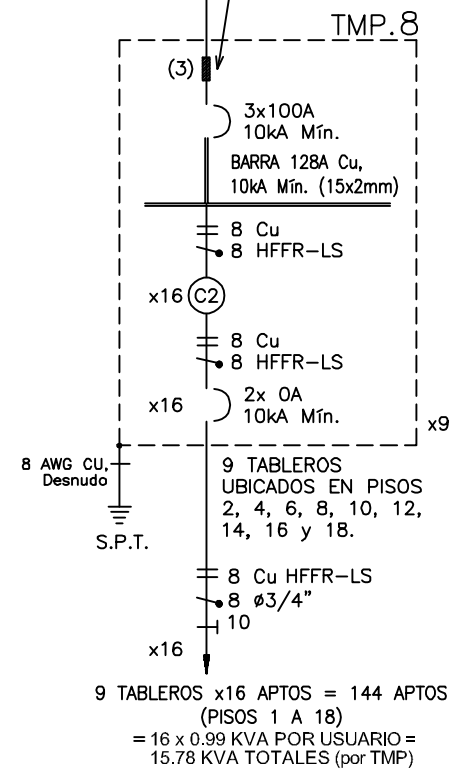 TMP.8
(3)
3x100A
10kA Mín.
BARRA 128A Cu,
10kA Mín. (15x2mm)
8 Cu
8 HFFR-LS
x16 C2
8 Cu
8 HFFR-LS
x16
2x 0A
10kA Mín.
x9
8 AWG CU,
Desnudo
S.P.T.
9 TABLEROS
UBICADOS EN PISOS
2, 4, 6, 8, 10, 12,
14, 16 y 18.
8 Cu HFFR-LS
8 ø3/4"
10
x16
9 TABLEROS x16 APTOS = 144 APTOS
(PISOS 1 A 18)
= 16 x 0.99 KVA POR USUARIO =
15.78 KVA TOTALES (por TMP)